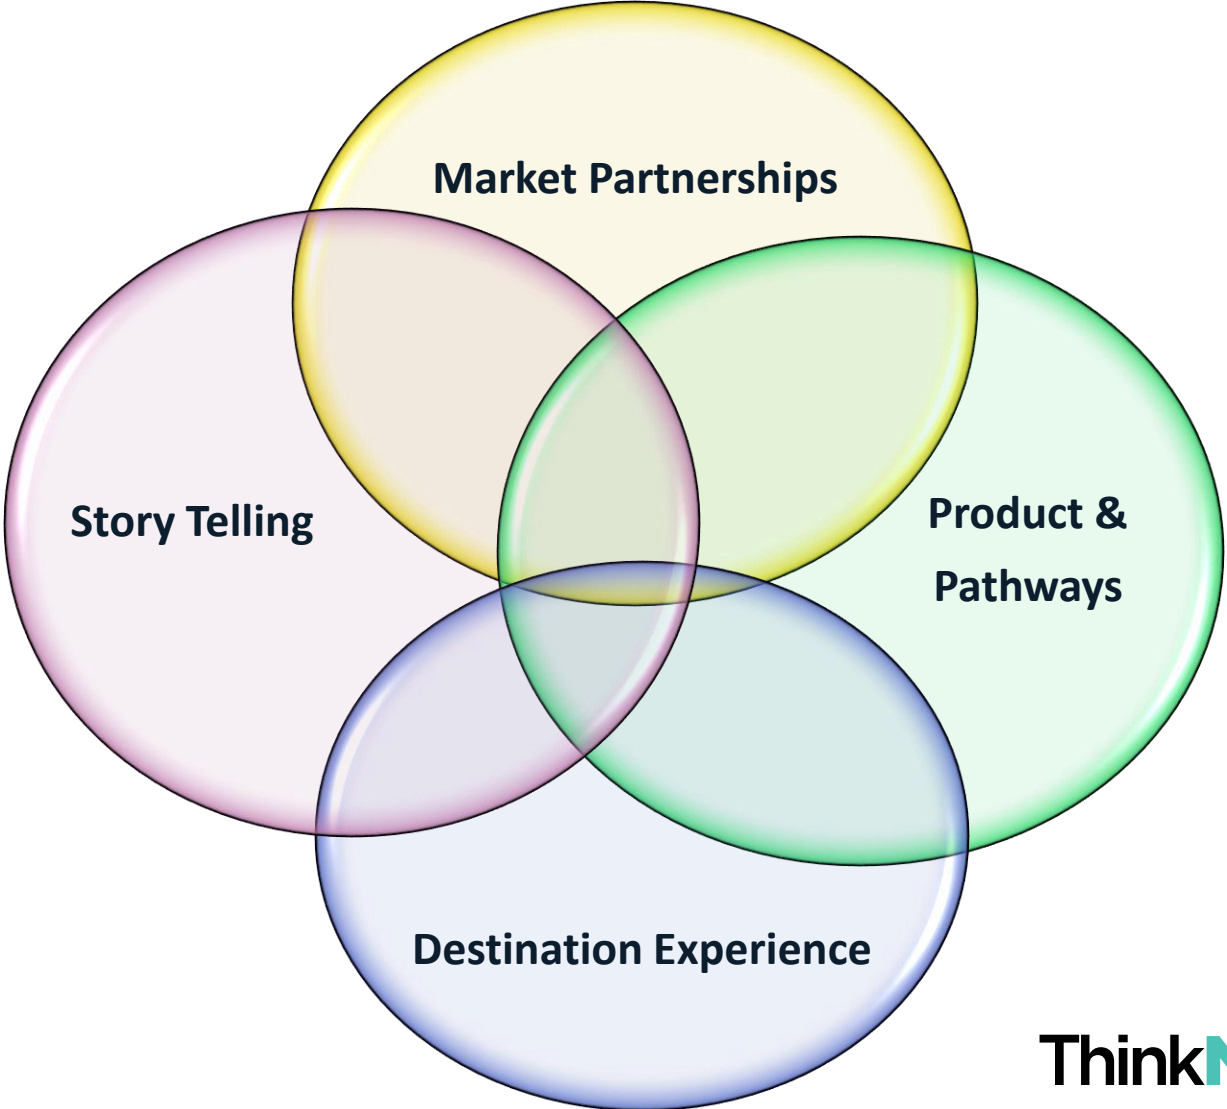 Market Partnerships
Story Telling
Product &
Pathways
Destination Experience
Think